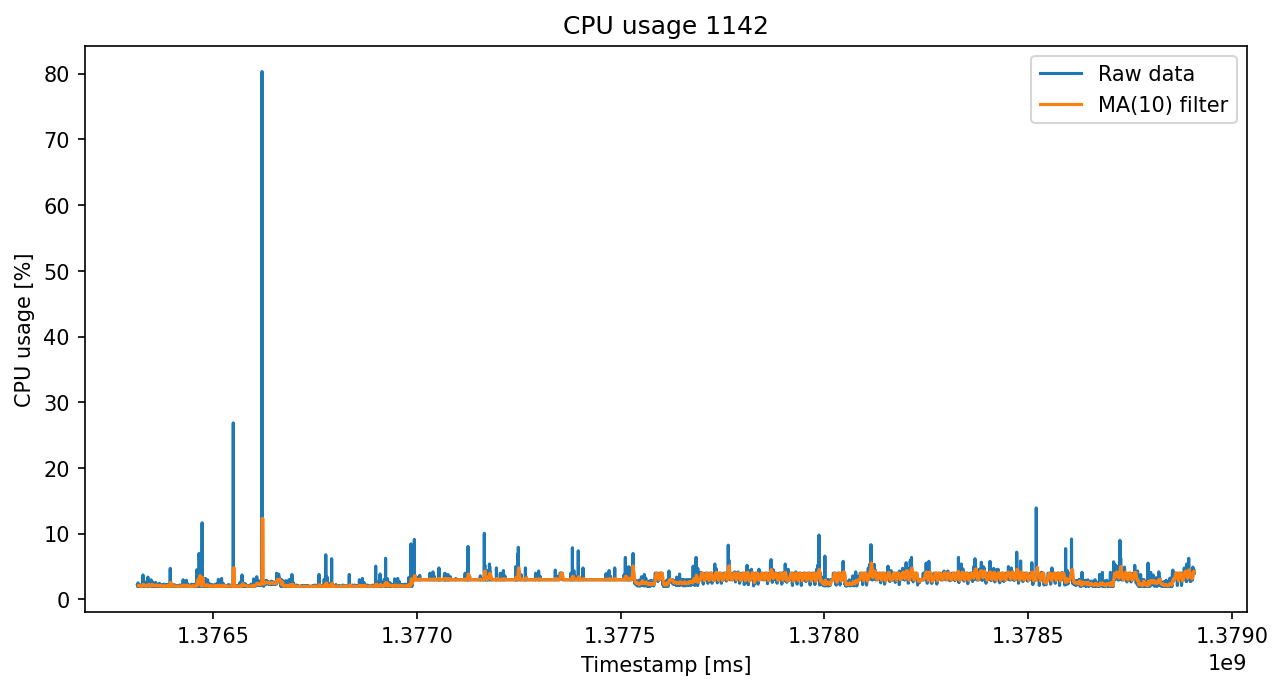 CPU usage 1142
Raw data
MA(10) filter
CPU usage [%]
80
70
60
50
40
30
20
10
0
1.3765 1.3770 1.3775 1.3780 1.3785 1.3790
1e9
Timestamp [ms]